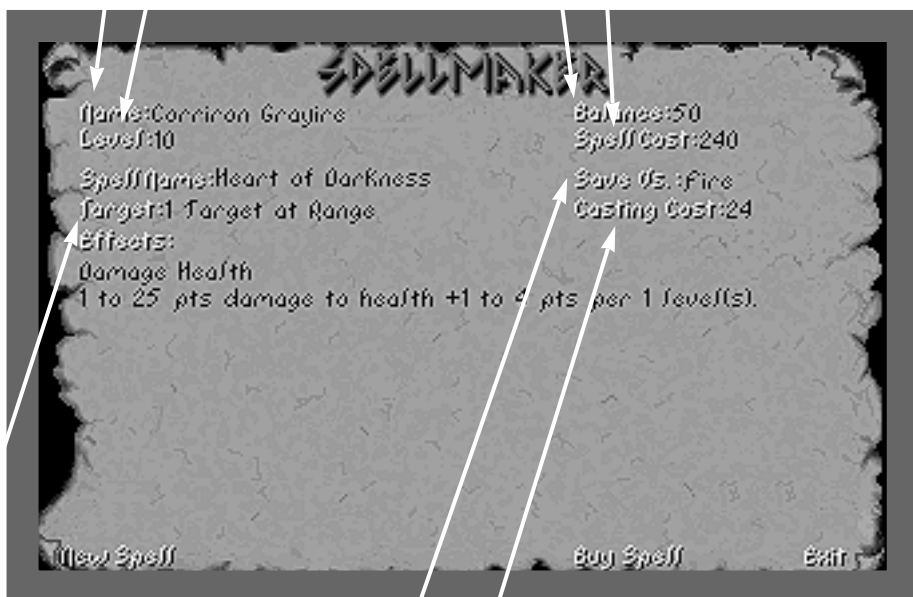 SPELLMAKER
Name:Corriron Grayire
Balance:50
Level:10
Spell Cost:240
Spell Name:Heart of Darkness
Save Vs.:Fire
Target:1 Target at Range
Casting Cost:24
Effects:
Damage Health
1 to 25 pts damage to health +1 to 4 pts per 1 level(s).
New Spell
Buy Spell
Exit